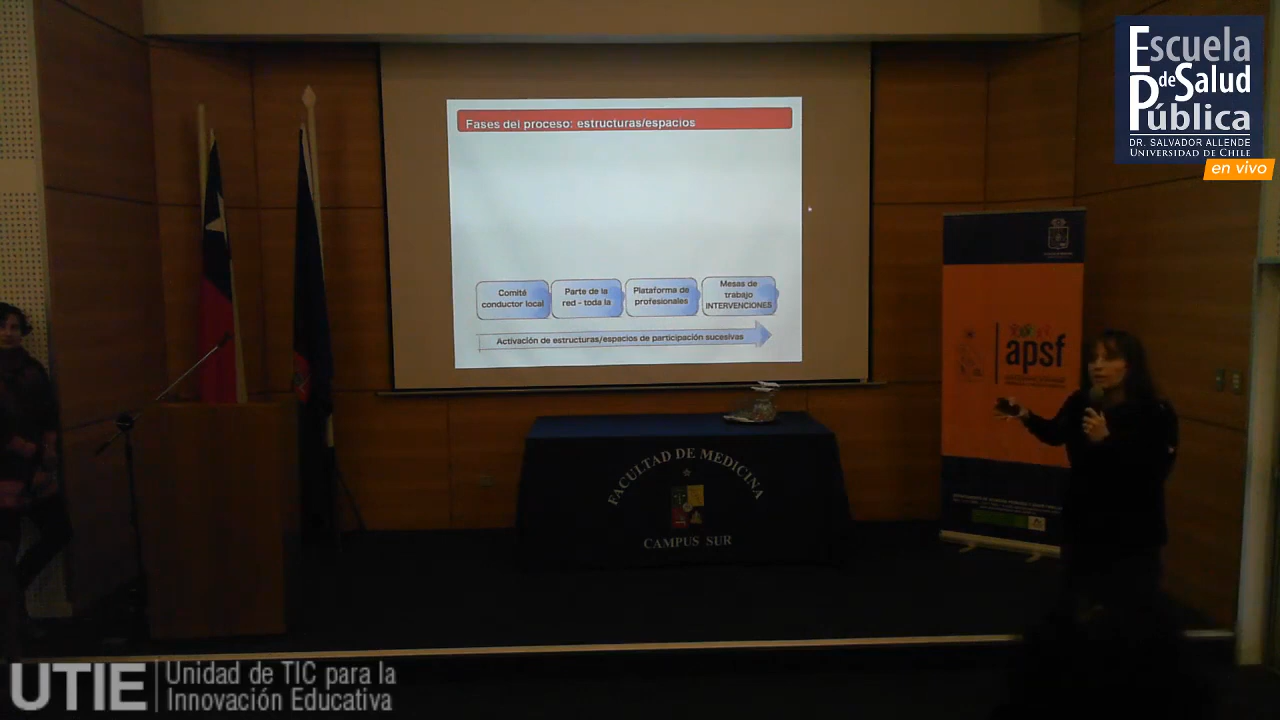 Escuela
de Salud
Pública
DR. SALVADOR ALLENDE
UNIVERSIDAD DE CHILE
en vivo
Fases del proceso: estructuras/espacios
Comité
conductor local
Parte de la
red - toda la
Plataforma de
profesionales
Mesas de
trabajo
INTERVENCIONES
Activación de estructuras/espacios de participación sucesivas
apsf
FACULTAD DE MEDICINA
CAMPUS SUR
UTIE
Unidad de TIC para la
Innovación Educativa